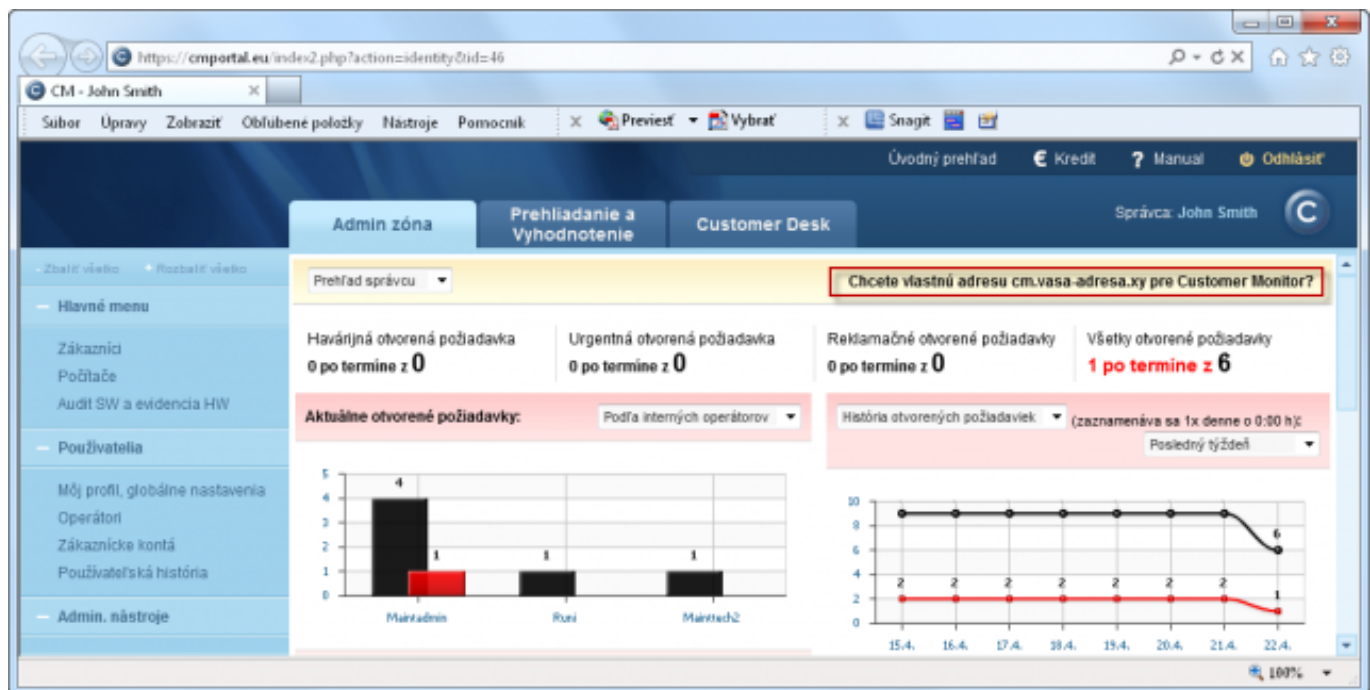 https://cmportal.eu/index2.php?action=identity&id=46
CM - John Smith
Súbor Úpravy Zobraziť Obľúbené položky Nástroje Pomocník x Previesť Vybrať x Snagit
Úvodný prehľad € Kredit ? Manual Odhlásiť
Admin zóna
Prehliadanie a
Vyhodnotenie
Customer Desk
Správca: John Smith
C
- Zbaliť všetko + Rozbaliť všetko
Prehľad správcu
Chcete vlastnú adresu cm.vasa-adresa.xy pre Customer Monitor?
Hlavné menu
Zákazníci
Počítače
Audit SW a evidencia HW
Používatelia
Môj profil, globálne nastavenia
Operátori
Zákaznícke kontá
Používateľská história
Admin. nástroje
Havárijná otvorená požiadavka
0 po termíne z 0
Urgentná otvorená požiadavka
0 po termíne z 0
Reklamačné otvorené požiadavky
0 po termíne z 0
Všetky otvorené požiadavky
1 po termíne z 6
Aktuálne otvorené požiadavky:
Podľa interných operátorov
História otvorených požiadaviek
(zaznamenáva sa 1x denne o 0:00 h):
Posledný týždeň
5
4
3
2
1
0
4
1
1
1
Maintadmin
Runi
Mainttech2
10
8
6
4
2
0
6
2 2 2 2 2 2 1
15.4. 16.4. 17.4. 18.4. 19.4. 20.4. 21.4. 22.4.
100%